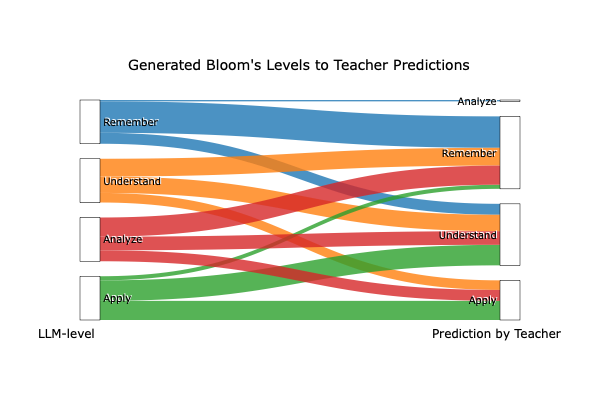 Generated Bloom's Levels to Teacher Predictions
Analyze
Remember
Remember
Understand
Understand
Analyze
Apply
Apply
LLM-level
Prediction by Teacher